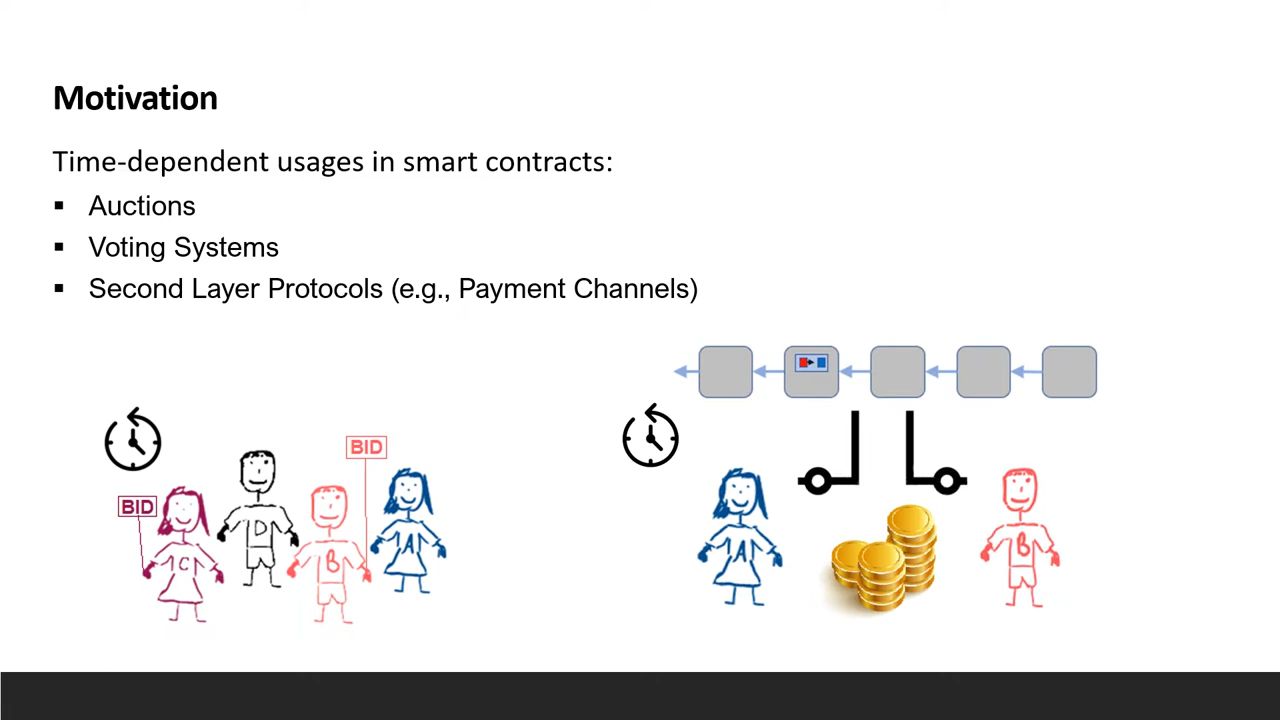 Motivation
Time-dependent usages in smart contracts:
▪ Auctions
▪ Voting Systems
▪ Second Layer Protocols (e.g., Payment Channels)
BID
BID
D
C
B
A
A
B